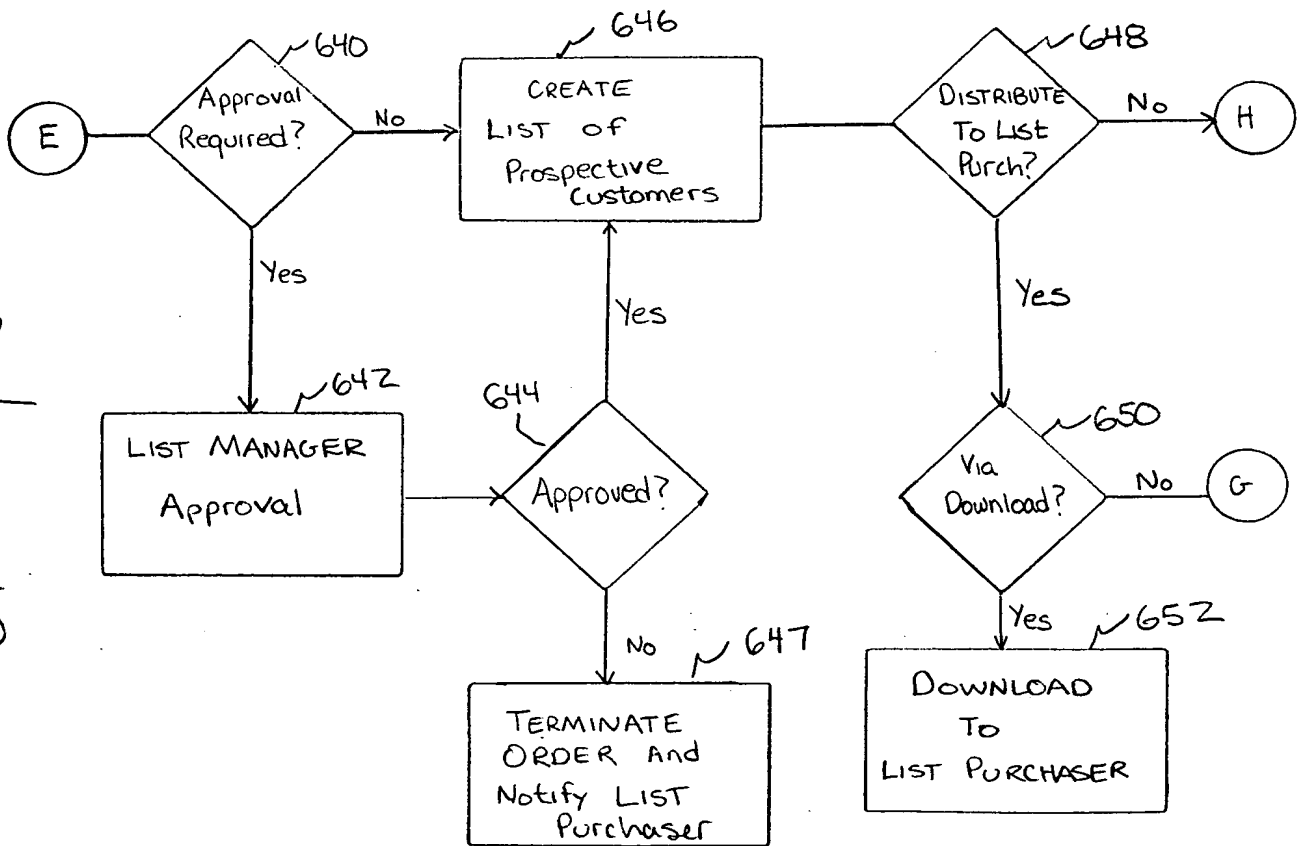 640
Approval
Required?
E
No
Yes
646
CREATE
LIST of
Prospective
Customers
648
DISTRIBUTE
To LIST
Purch?
No
H
Yes
642
LIST MANAGER
Approval
644
Approved?
Yes
No
647
TERMINATE
ORDER And
Notify LIST
Purchaser
650
Via
Download?
No
G
Yes
652
DOWNLOAD
To
LIST PURCHASER